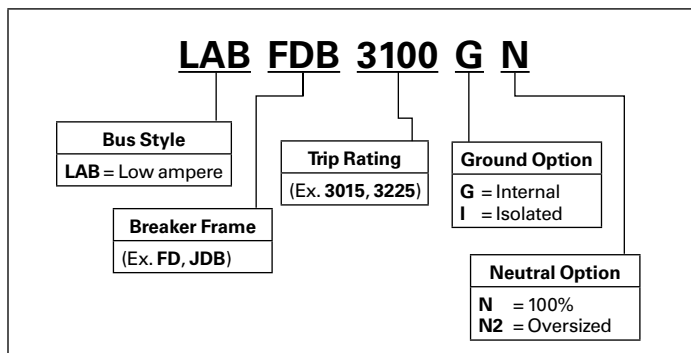 LAB FDB 3100 G N
Bus Style
LAB = Low ampere
Breaker Frame
(Ex. FD, JDB)
Trip Rating
(Ex. 3015, 3225)
Ground Option
G = Internal
I = Isolated
Neutral Option
N = 100%
N2 = Oversized